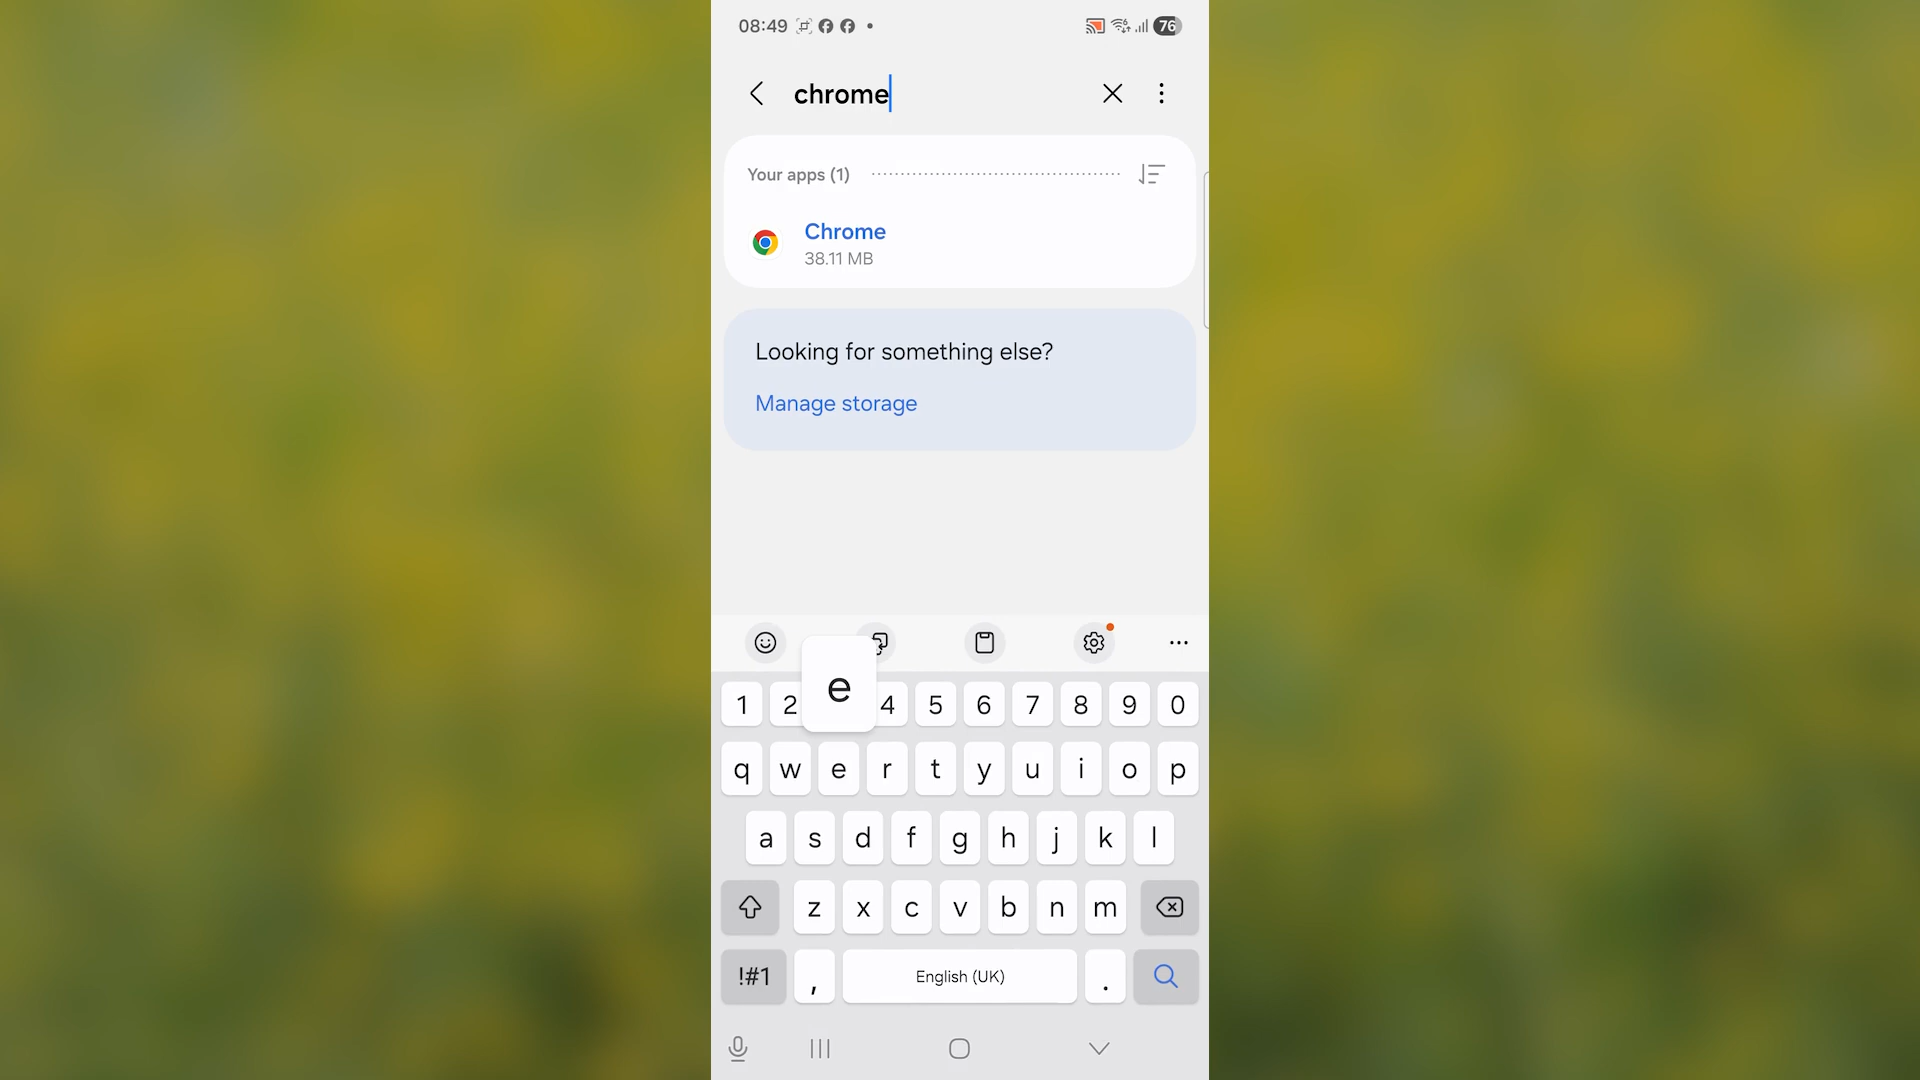 08:49
76
chrome
Your apps (1)
Chrome
38.11 MB
Looking for something else?
Manage storage
e
1 2 4 5 6 7 8 9 0
q w e r t y u i o p
a s d f g h j k l
z x c v b n m
!#1 , English (UK) .